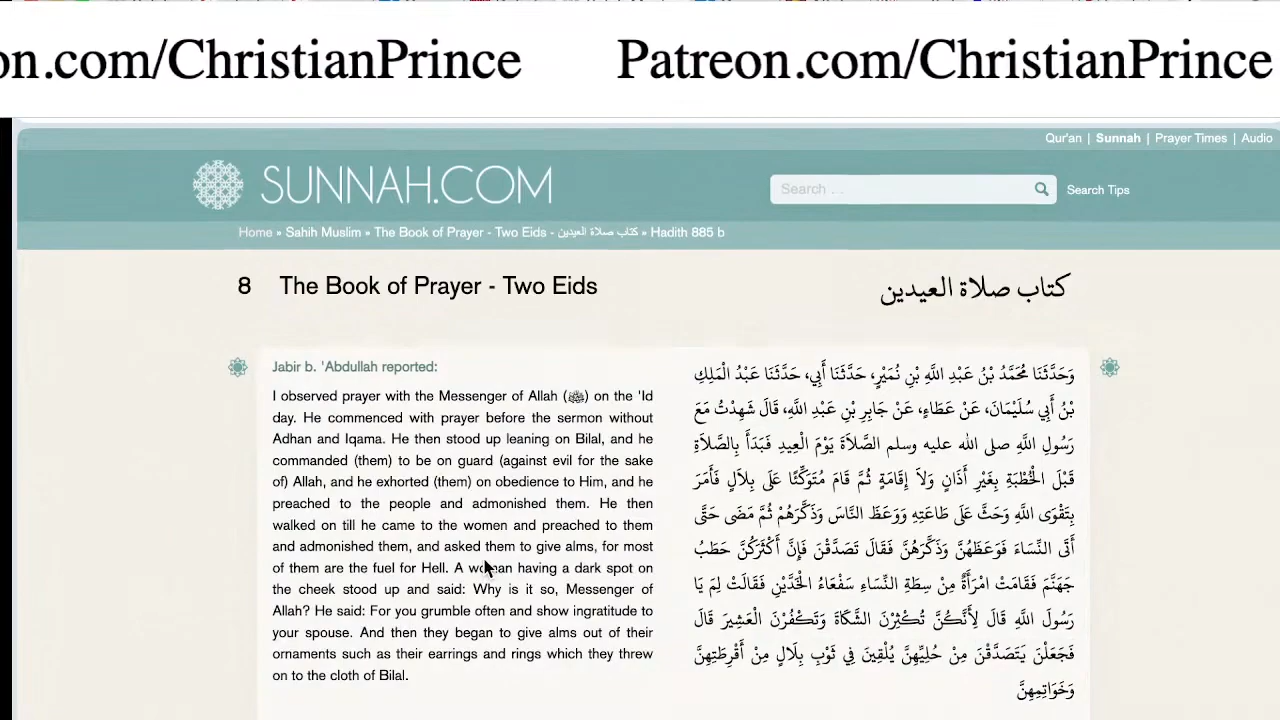 on.com/ChristianPrince Patreon.com/ChristianPrince
Qur'an | Sunnah | Prayer Times | Audio
SUNNAH.COM
Search . .
Search Tips
Home » Sahih Muslim » The Book of Prayer - Two Eids - كتاب صلاة العيدين » Hadith 885 b
8 The Book of Prayer - Two Eids
كتاب صلاة العيدين
Jabir b. 'Abdullah reported:
I observed prayer with the Messenger of Allah (ﷺ) on the 'Id
day. He commenced with prayer before the sermon without
Adhan and Iqama. He then stood up leaning on Bilal, and he
commanded (them) to be on guard (against evil for the sake
of) Allah, and he exhorted (them) on obedience to Him, and he
preached to the people and admonished them. He then
walked on till he came to the women and preached to them
and admonished them, and asked them to give alms, for most
of them are the fuel for Hell. A woman having a dark spot on
the cheek stood up and said: Why is it so, Messenger of
Allah? He said: For you grumble often and show ingratitude to
your spouse. And then they began to give alms out of their
ornaments such as their earrings and rings which they threw
on to the cloth of Bilal.
وَحَدَّثَنَا مُحَمَّدُ بْنُ عَبْدِ اللَّهِ بْنِ نُمَيْرٍ، حَدَّثَنَا أَبِي، حَدَّثَنَا عَبْدُ الْمَلِكِ
بْنُ أَبِي سُلَيْمَانَ، عَنْ عَطَاءٍ، عَنْ جَابِرِ بْنِ عَبْدِ اللَّهِ، قَالَ شَهِدْتُ مَعَ
رَسُولِ اللَّهِ صلى الله عليه وسلم الصَّلاَةَ يَوْمَ الْعِيدِ فَبَدَأَ بِالصَّلاَةِ
قَبْلَ الْخُطْبَةِ بِغَيْرِ أَذَانٍ وَلاَ إِقَامَةٍ ثُمَّ قَامَ مُتَوَكِّئًا عَلَى بِلاَلٍ فَأَمَرَ
بِتَقْوَى اللَّهِ وَحَثَّ عَلَى طَاعَتِهِ وَوَعَظَ النَّاسَ وَذَكَّرَهُمْ ثُمَّ مَضَى حَتَّى
أَتَى النِّسَاءَ فَوَعَظَهُنَّ وَذَكَّرَهُنَّ فَقَالَ تَصَدَّقْنَ فَإِنَّ أَكْثَرَكُنَّ حَطَبُ
جَهَنَّمَ فَقَامَتِ امْرَأَةٌ مِنْ سِطَةِ النِّسَاءِ سَفْعَاءُ الْخَدَّيْنِ فَقَالَتْ لِمَ يَا
رَسُولَ اللَّهِ قَالَ لأَنَّكُنَّ تُكْثِرْنَ الشَّكَاةَ وَتَكْفُرْنَ الْعَشِيرَ قَالَ
فَجَعَلْنَ يَتَصَدَّقْنَ مِنْ حُلِيِّهِنَّ يُلْقِينَ فِي ثَوْبِ بِلاَلٍ مِنْ أَقْرِطَتِهِنَّ
وَخَوَاتِمِهِنَّ